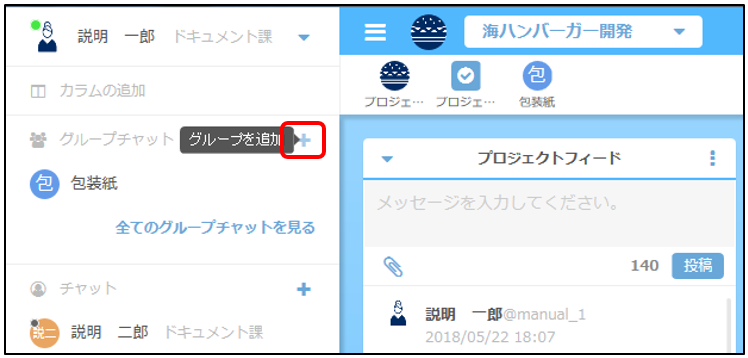 説明　一郎　ドキュメント課
カラムの追加
グループチャット
グループを追加
包 包装紙
全てのグループチャットを見る
チャット
説二 説明　二郎　ドキュメント課
海ハンバーガー開発
プロジェ… プロジェ… 包 包装紙
プロジェクトフィード
メッセージを入力してください。
140 投稿
説明　一郎@manual_1
2018/05/22 18:07